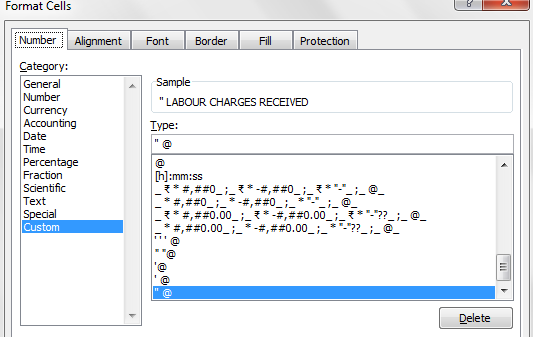 Format Cells
Number Alignment Font Border Fill Protection
Category:
General
Number
Currency
Accounting
Date
Time
Percentage
Fraction
Scientific
Text
Special
Custom
Sample
" LABOUR CHARGES RECEIVED
Type:
" @
@
[h]:mm:ss
_ ₹ * #,##0_ ;_ ₹ * -#,##0_ ;_ ₹ * "-"_ ;_ @_
_ * #,##0_ ;_ * -#,##0_ ;_ * "-"_ ;_ @_
_ ₹ * #,##0.00_ ;_ ₹ * -#,##0.00_ ;_ ₹ * "-"??_ ;_ @_
_ * #,##0.00_ ;_ * -#,##0.00_ ;_ * "-"??_ ;_ @_
' ' ' @
" "@
'@
' @
" @
Delete